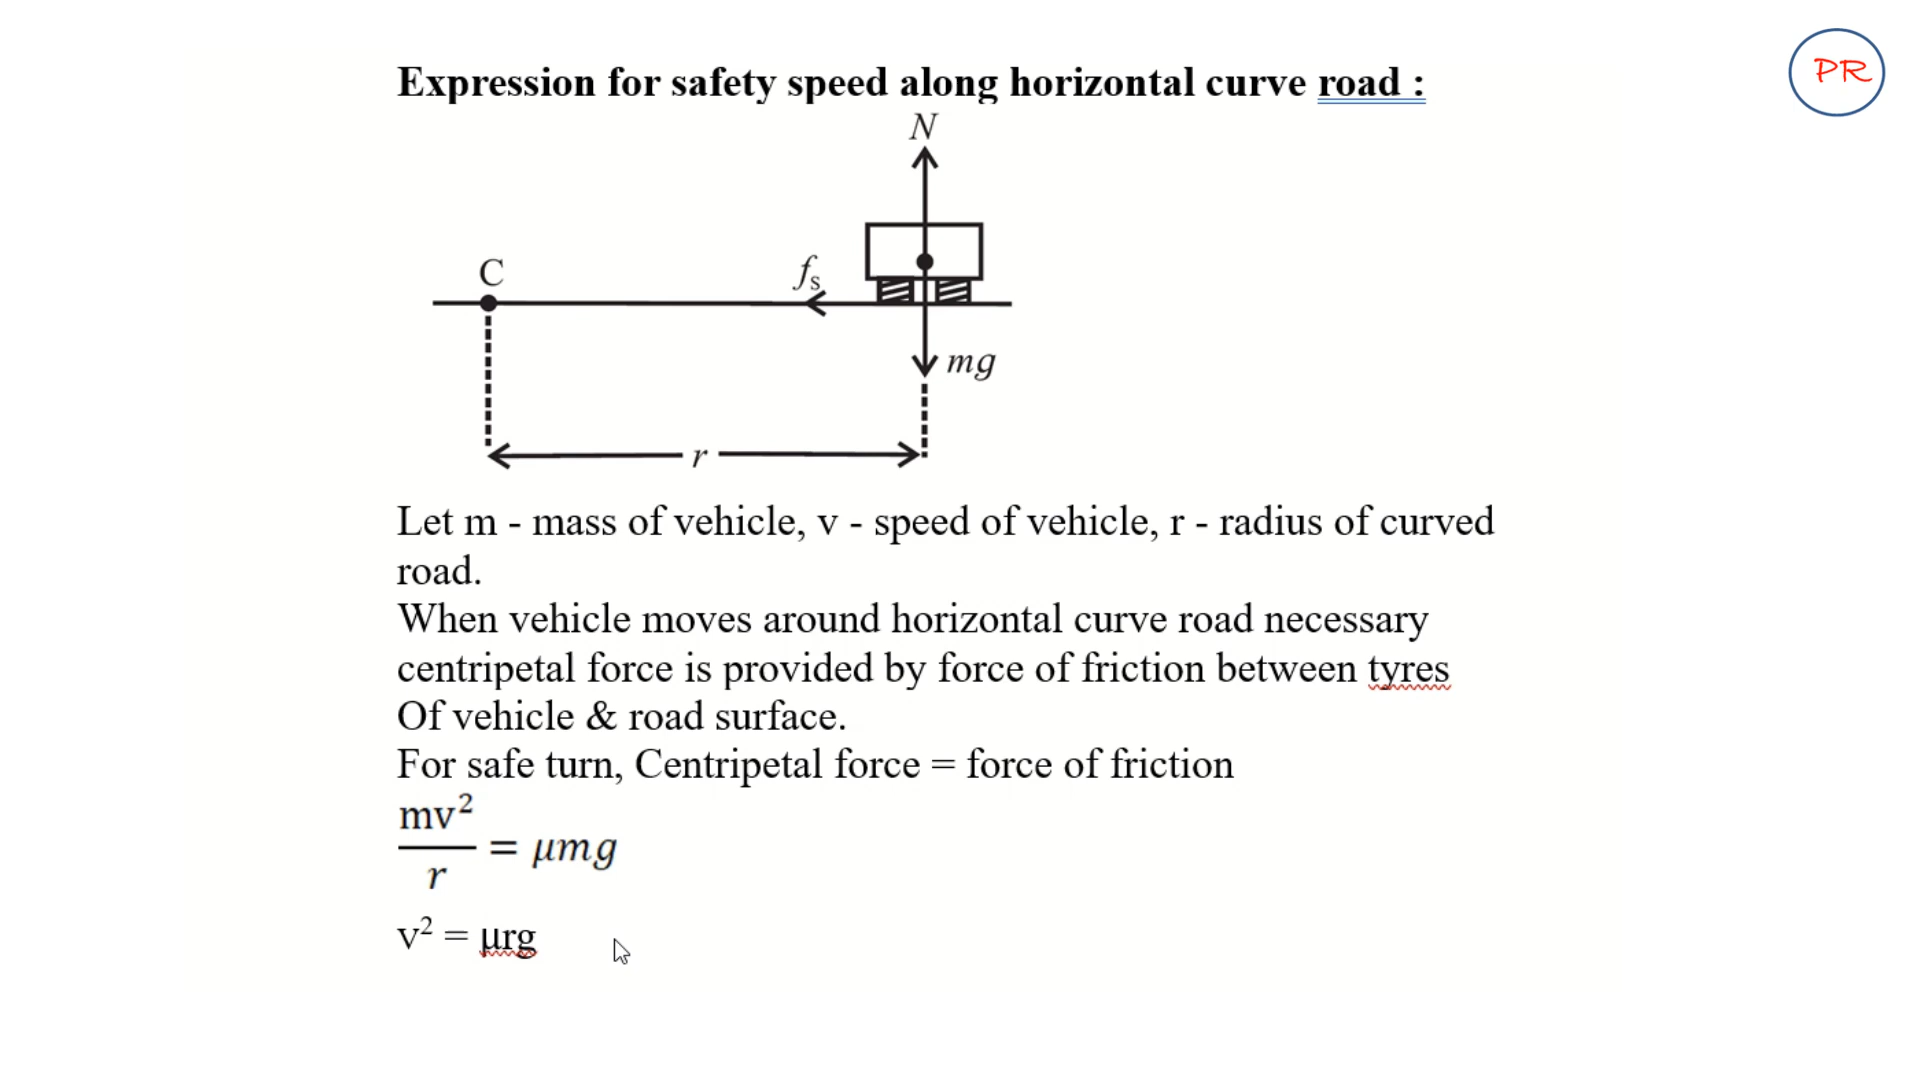 PR
Expression for safety speed along horizontal curve road :
N
C
fs
mg
r
Let m - mass of vehicle, v - speed of vehicle, r - radius of curved
road.
When vehicle moves around horizontal curve road necessary
centripetal force is provided by force of friction between tyres
Of vehicle & road surface.
For safe turn, Centripetal force = force of friction
mv²/r = μmg
v² = μrg